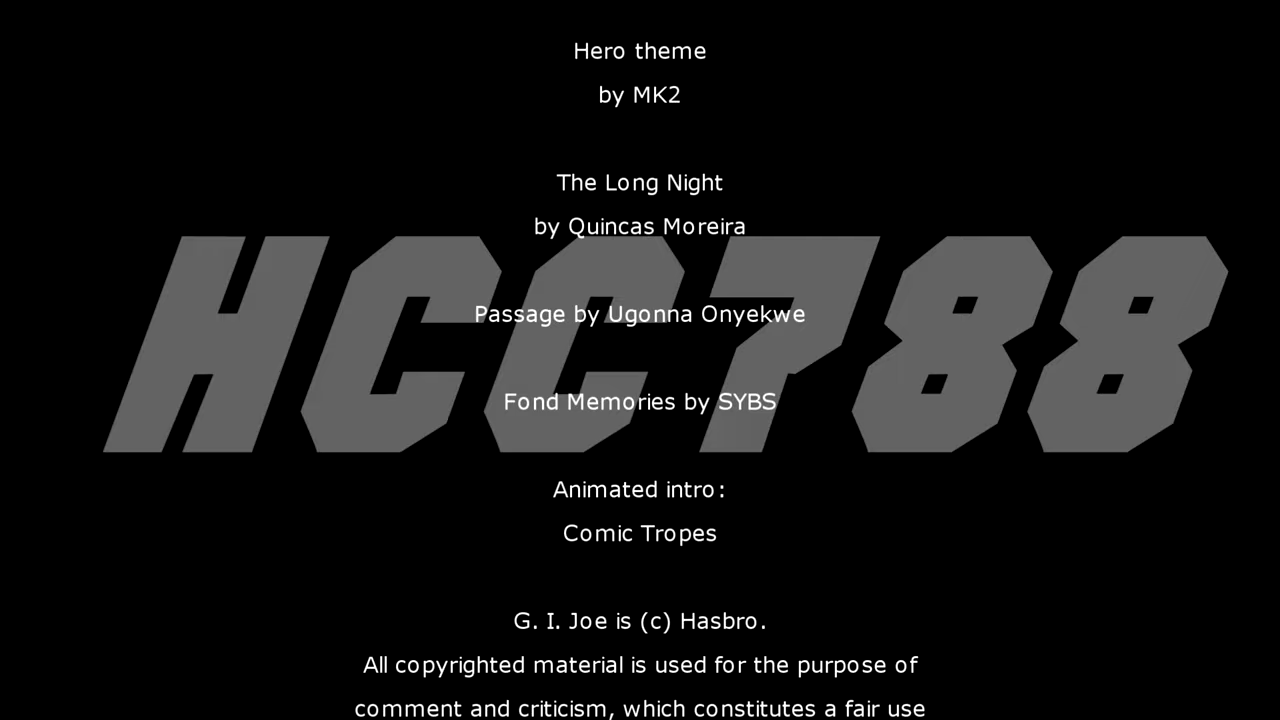 Hero theme
by MK2
The Long Night
by Quincas Moreira
HCC788
Passage by Ugonna Onyekwe
Fond Memories by SYBS
Animated intro:
Comic Tropes
G. I. Joe is (c) Hasbro.
All copyrighted material is used for the purpose of
comment and criticism, which constitutes a fair use